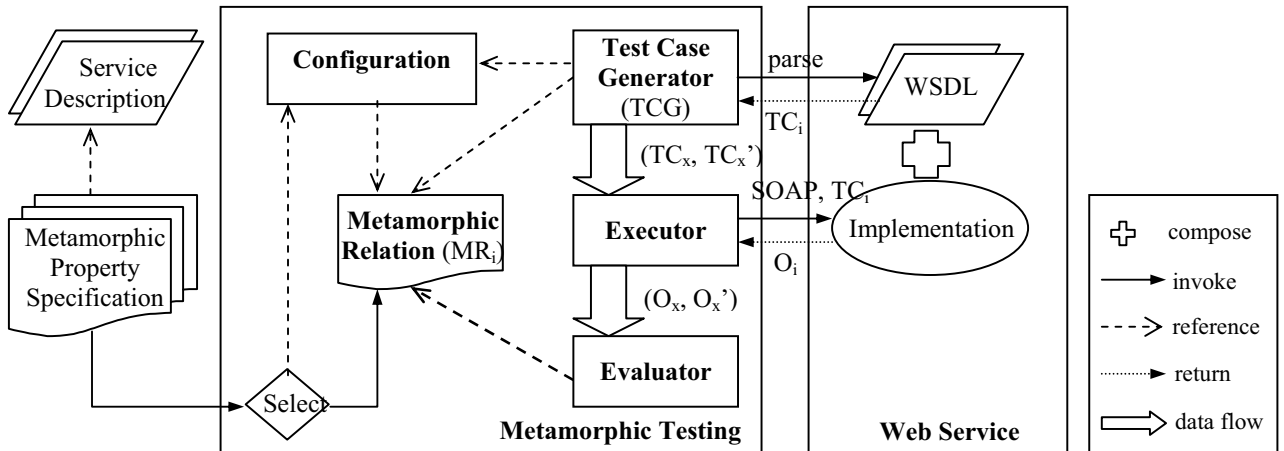 Service
Description
Metamorphic
Property
Specification
Configuration
Metamorphic
Relation (MRi)
Select
Test Case
Generator
(TCG)
(TCx, TCx’)
Executor
(Ox, Ox’)
Evaluator
Metamorphic Testing
parse
TCi
SOAP, TCi
Oi
WSDL
Implementation
Web Service
compose
invoke
reference
return
data flow